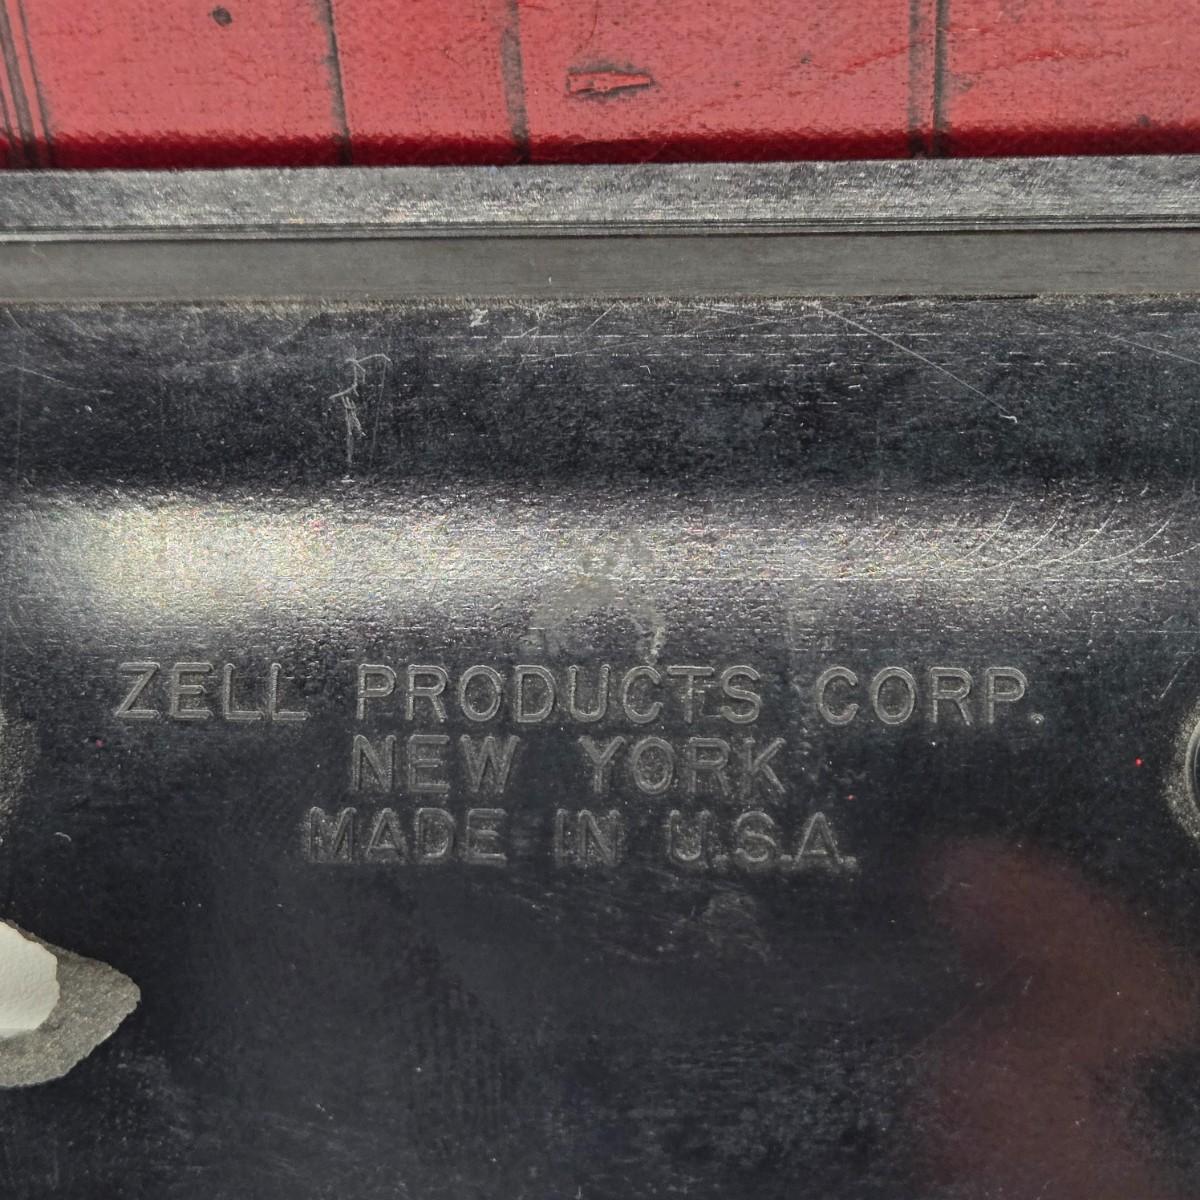 ZELL PRODUCTS CORP.
NEW YORK
MADE IN U.S.A.